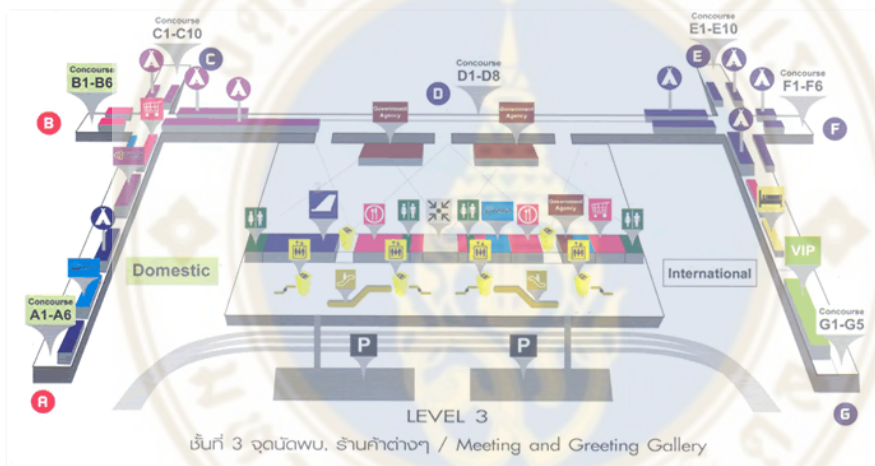 Concourse
C1-C10
C
Concourse
E1-E10
E
Concourse
B1-B6
B
Concourse
D1-D8
D
F1-F6
F
Government
Agency
Government
Agency
Government
Agency
Domestic
International
VIP
Concourse
A1-A6
A
Concourse
G1-G5
G
P
P
LEVEL 3
ชั้นที่ 3 จุดนัดพบ, ร้านค้าต่างๆ / Meeting and Greeting Gallery